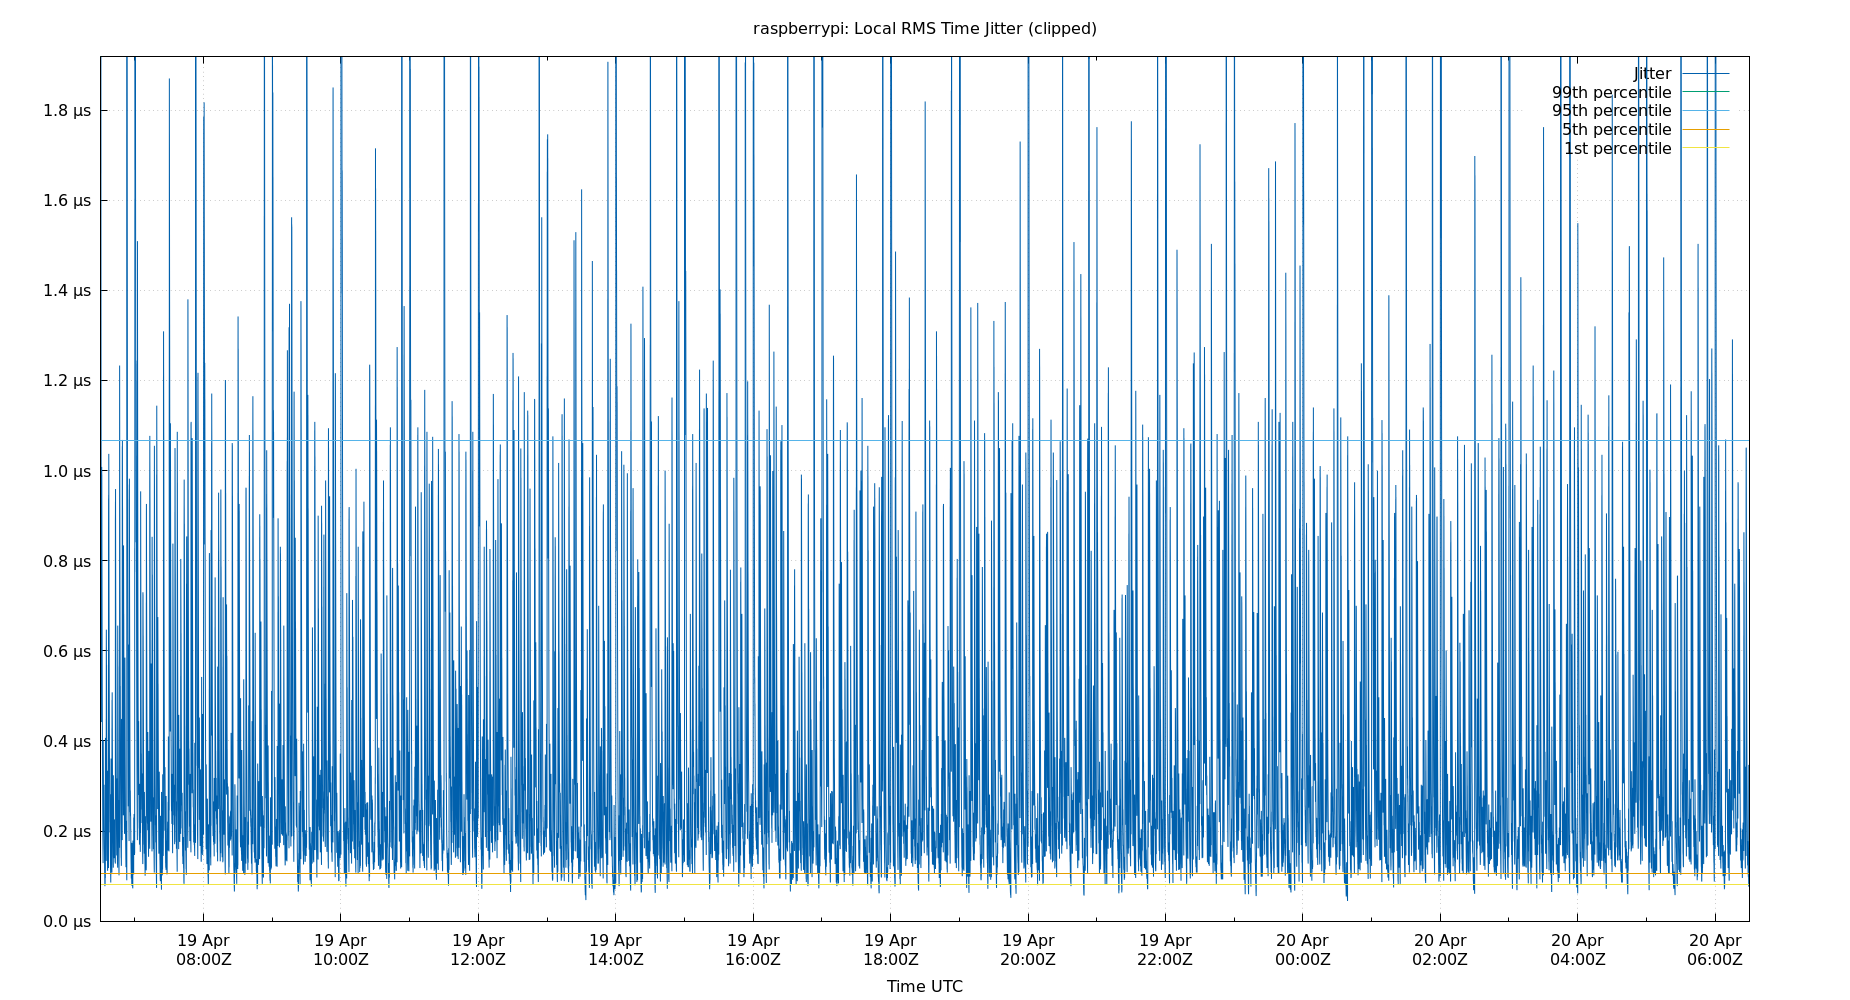 raspberrypi: Local RMS Time Jitter (clipped)
Jitter
99th percentile
95th percentile
5th percentile
1st percentile
1.8 µs
1.6 µs
1.4 µs
1.2 µs
1.0 µs
0.8 µs
0.6 µs
0.4 µs
0.2 µs
0.0 µs
19 Apr 19 Apr 19 Apr 19 Apr 19 Apr 19 Apr 19 Apr 19 Apr 20 Apr 20 Apr 20 Apr 20 Apr
08:00Z 10:00Z 12:00Z 14:00Z 16:00Z 18:00Z 20:00Z 22:00Z 00:00Z 02:00Z 04:00Z 06:00Z
Time UTC